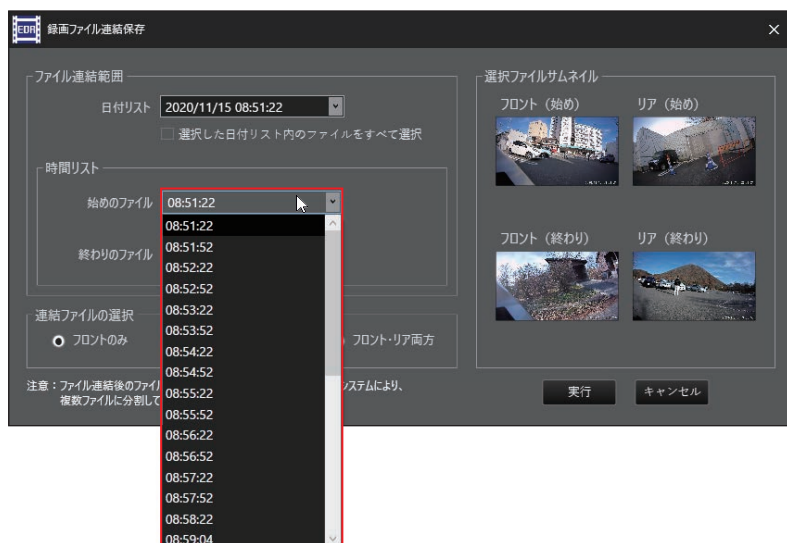 EDR 録画ファイル連結保存
ファイル連結範囲
日付リスト 2020/11/15 08:51:22
選択した日付リスト内のファイルをすべて選択
時間リスト
始めのファイル 08:51:22
終わりのファイル
08:51:22
08:51:52
08:52:22
08:52:52
08:53:22
08:53:52
08:54:22
08:54:52
08:55:22
08:55:52
08:56:22
08:56:52
08:57:22
08:57:52
08:58:22
08:59:04
連結ファイルの選択
フロントのみ
フロント・リア両方
注意：ファイル連結後のファイ
ステムにより、
複数ファイルに分割して
選択ファイルサムネイル
フロント（始め） リア（始め）
フロント（終わり） リア（終わり）
実行 キャンセル